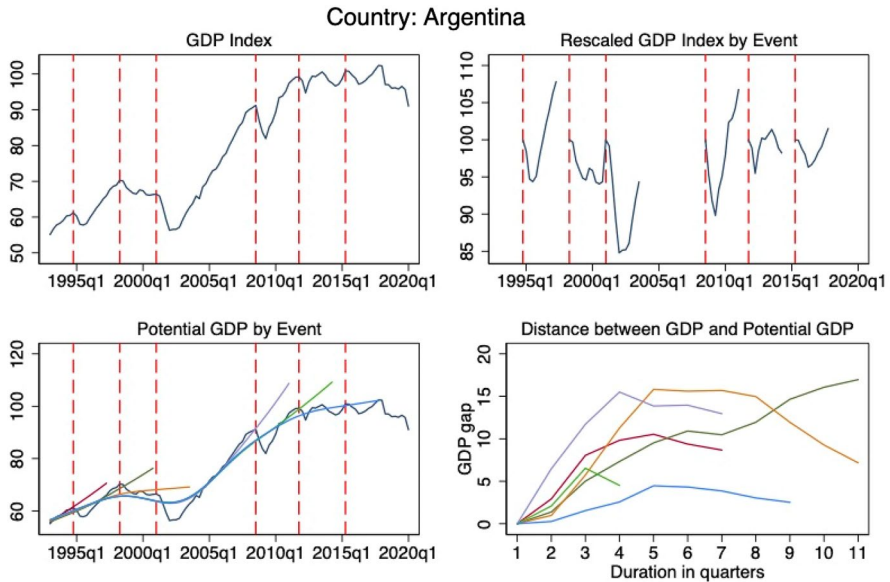 Country: Argentina
GDP Index
100
90
80
70
60
50
1995q1 2000q1 2005q1 2010q1 2015q1 2020q1
Rescaled GDP Index by Event
110
105
100
95
90
85
1995q1 2000q1 2005q1 2010q1 2015q1 2020q1
Potential GDP by Event
120
100
80
60
1995q1 2000q1 2005q1 2010q1 2015q1 2020q1
Distance between GDP and Potential GDP
GDP gap
20
15
10
5
0
1 2 3 4 5 6 7 8 9 10 11
Duration in quarters